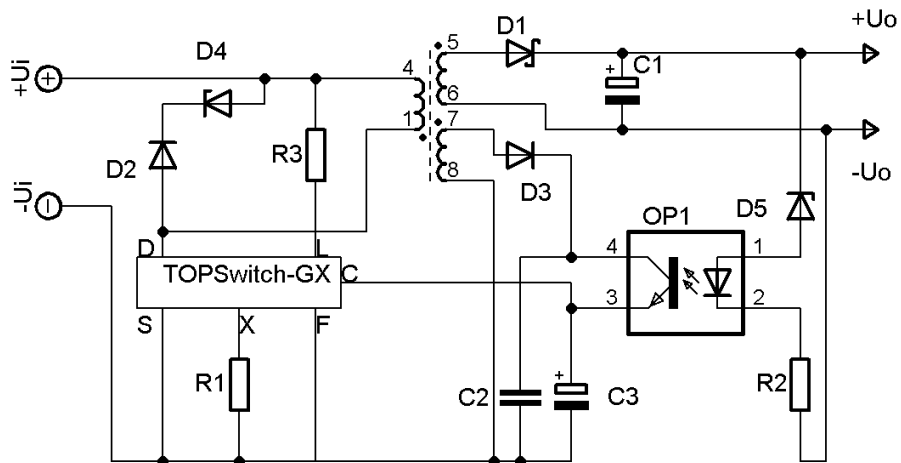 D1
+Uo
5
D4
+Ui
4
+
C1
6
1
7
-Uo
D2
R3
8
D3
-Ui
OP1
D5
D
L
4
1
TOPSwitch-GX
C
3
2
S
X
F
R1
C2
+
C3
R2